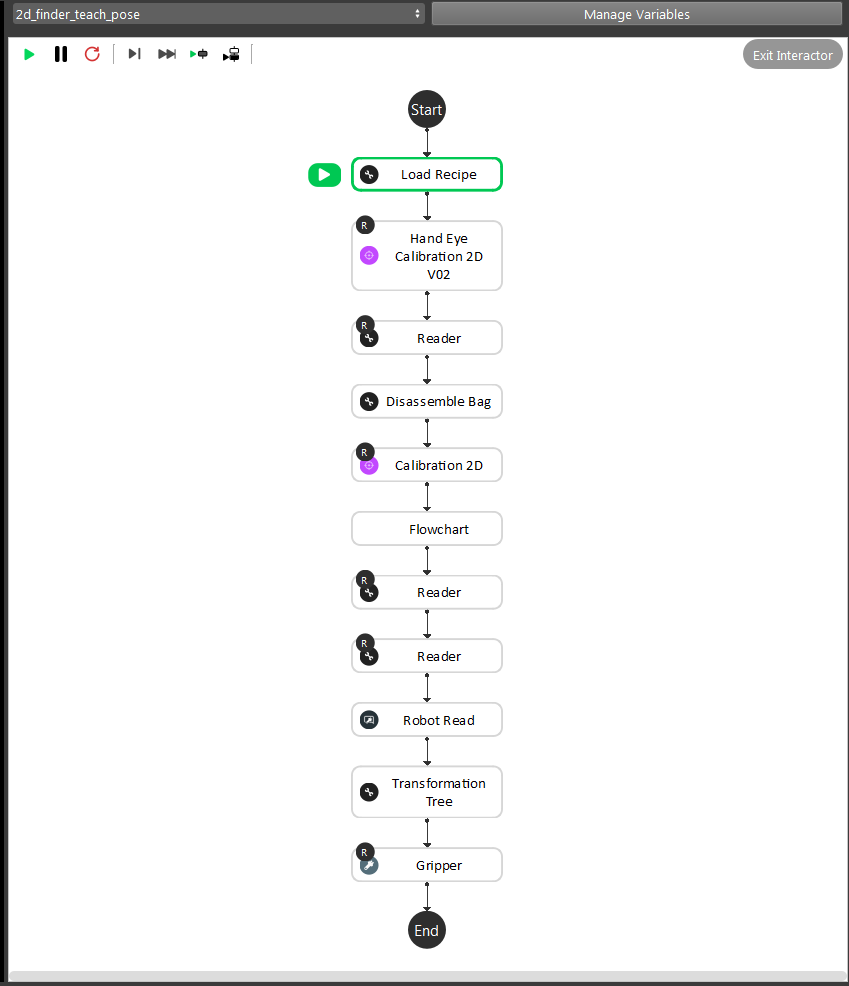 2d_finder_teach_pose
Manage Variables
Exit Interactor
Start
Load Recipe
R
Hand Eye
Calibration 2D
V02
R
Reader
Disassemble Bag
R
Calibration 2D
Flowchart
R
Reader
R
Reader
Robot Read
Transformation
Tree
R
Gripper
End